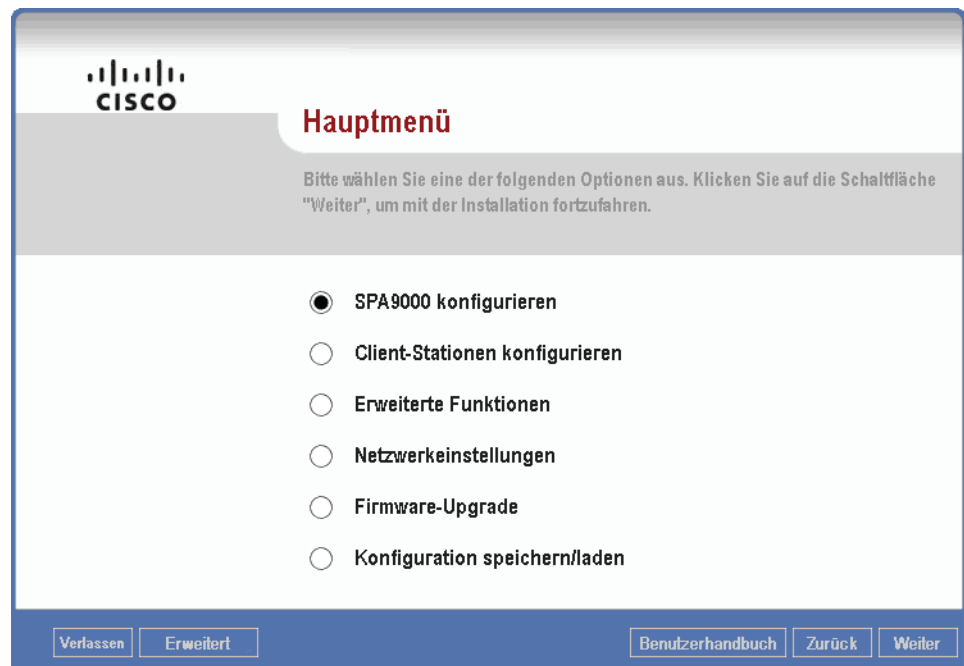 CISCO
Hauptmenü
Bitte wählen Sie eine der folgenden Optionen aus. Klicken Sie auf die Schaltfläche
"Weiter", um mit der Installation fortzufahren.
SPA9000 konfigurieren
Client-Stationen konfigurieren
Erweiterte Funktionen
Netzwerkeinstellungen
Firmware-Upgrade
Konfiguration speichern/laden
Verlassen Erweitert Benutzerhandbuch Zurück Weiter